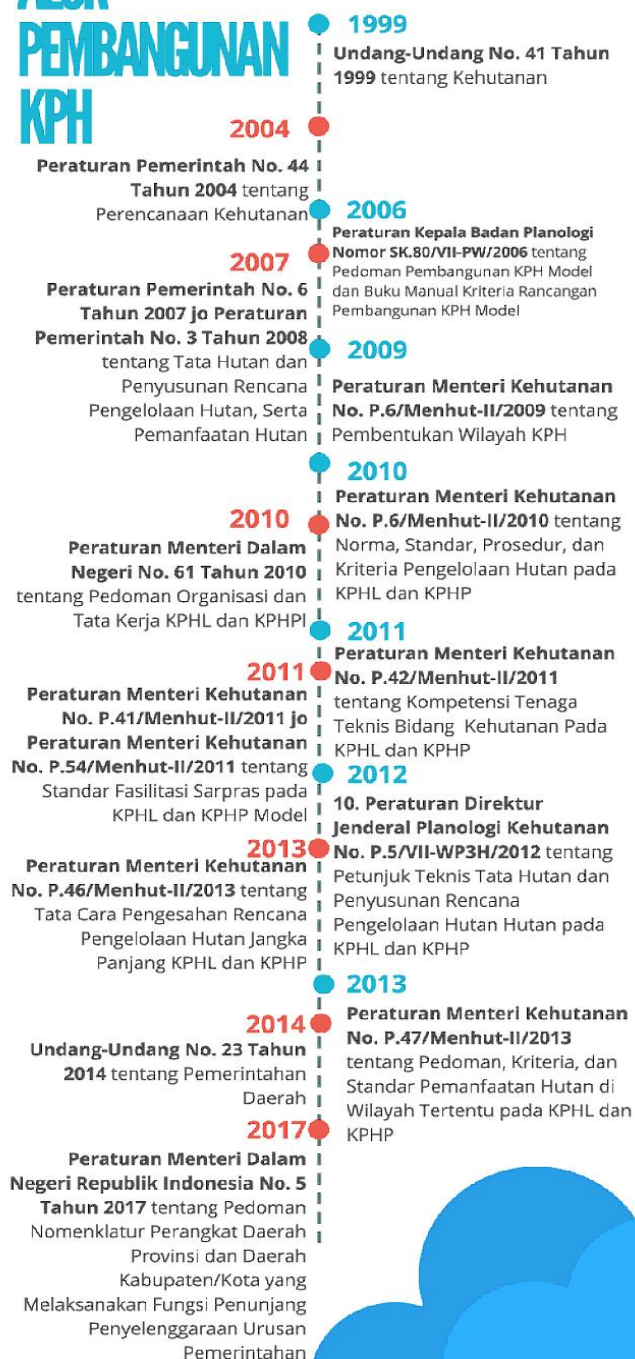 ALUR
PEMBANGUNAN
KPH
1999
Undang-Undang No. 41 Tahun
1999 tentang Kehutanan
2004
Peraturan Pemerintah No. 44
Tahun 2004 tentang
Perencanaan Kehutanan
2006
Peraturan Kepala Badan Planologi
Nomor SK.80/VII-PW/2006 tentang
Pedoman Pembangunan KPH Model
dan Buku Manual Kriteria Rancangan
Pembangunan KPH Model
2007
Peraturan Pemerintah No. 6
Tahun 2007 jo Peraturan
Pemerintah No. 3 Tahun 2008
tentang Tata Hutan dan
Penyusunan Rencana
Pengelolaan Hutan, Serta
Pemanfaatan Hutan
2009
Peraturan Menteri Kehutanan
No. P.6/Menhut-II/2009 tentang
Pembentukan Wilayah KPH
2010
Peraturan Menteri Kehutanan
No. P.6/Menhut-II/2010 tentang
Norma, Standar, Prosedur, dan
Kriteria Pengelolaan Hutan pada
KPHL dan KPHP
2010
Peraturan Menteri Dalam
Negeri No. 61 Tahun 2010
tentang Pedoman Organisasi dan
Tata Kerja KPHL dan KPHPI
2011
Peraturan Menteri Kehutanan
No. P.42/Menhut-II/2011
tentang Kompetensi Tenaga
Teknis Bidang Kehutanan Pada
KPHL dan KPHP
2011
Peraturan Menteri Kehutanan
No. P.41/Menhut-II/2011 jo
Peraturan Menteri Kehutanan
No. P.54/Menhut-II/2011 tentang
Standar Fasilitasi Sarpras pada
KPHL dan KPHP Model
2012
10. Peraturan Direktur
Jenderal Planologi Kehutanan
No. P.5/VII-WP3H/2012 tentang
Petunjuk Teknis Tata Hutan dan
Penyusunan Rencana
Pengelolaan Hutan Hutan pada
KPHL dan KPHP
2013
Peraturan Menteri Kehutanan
No. P.46/Menhut-II/2013 tentang
Tata Cara Pengesahan Rencana
Pengelolaan Hutan Jangka
Panjang KPHL dan KPHP
2013
Peraturan Menteri Kehutanan
No. P.47/Menhut-II/2013
tentang Pedoman, Kriteria, dan
Standar Pemanfaatan Hutan di
Wilayah Tertentu pada KPHL dan
KPHP
2014
Undang-Undang No. 23 Tahun
2014 tentang Pemerintahan
Daerah
2017
Peraturan Menteri Dalam
Negeri Republik Indonesia No. 5
Tahun 2017 tentang Pedoman
Nomenklatur Perangkat Daerah
Provinsi dan Daerah
Kabupaten/Kota yang
Melaksanakan Fungsi Penunjang
Penyelenggaraan Urusan
Pemerintahan